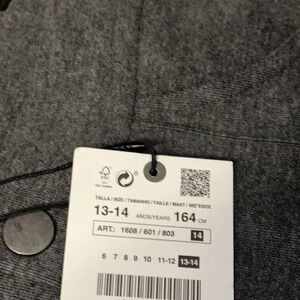 FSC
TALLA / SIZE / TAMANHO / TAILLE / MAAT / ΜΕΓΕΘΟΣ
13-14 AÑOS/YEARS 164 CM
ART.: 1608 / 601 / 803 14
6 7 8 9 10 11-12 13-14